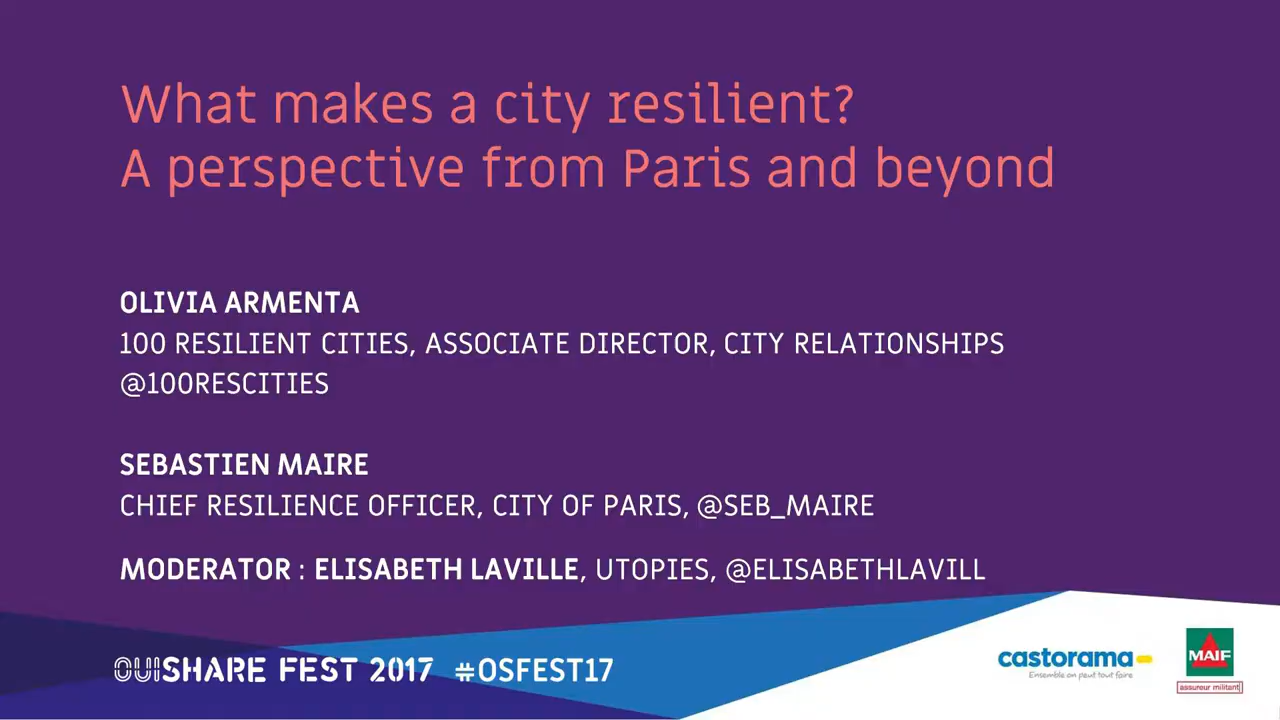 What makes a city resilient?
A perspective from Paris and beyond
OLIVIA ARMENTA
100 RESILIENT CITIES, ASSOCIATE DIRECTOR, CITY RELATIONSHIPS
@100RESCITIES
SEBASTIEN MAIRE
CHIEF RESILIENCE OFFICER, CITY OF PARIS, @SEB_MAIRE
MODERATOR : ELISABETH LAVILLE, UTOPIES, @ELISABETHLAVILL
OUISHARE FEST 2017 #OSFEST17
castorama
Ensemble on peut tout faire
MAIF
assureur militant